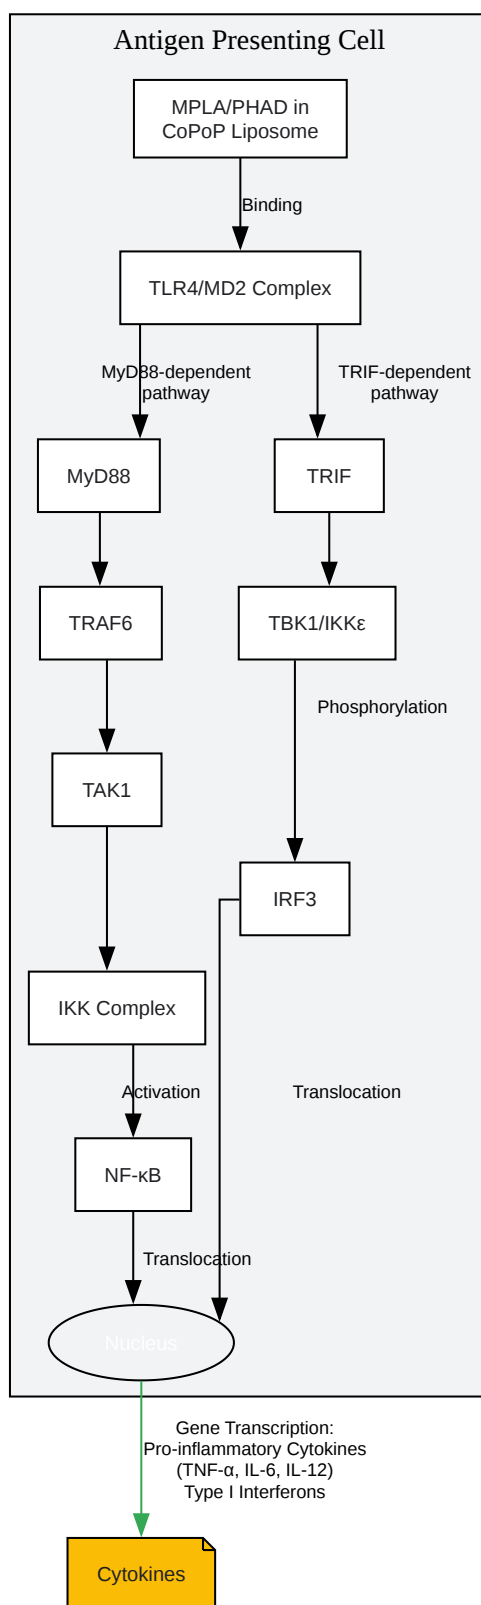 Antigen Presenting Cell
MPLA/PHAD in
CoPoP Liposome
Binding
TLR4/MD2 Complex
MyD88-dependent
pathway
TRIF-dependent
pathway
MyD88
TRIF
TRAF6
TBK1/IKKε
Phosphorylation
TAK1
IRF3
IKK Complex
Activation
Translocation
NF-κB
Translocation
Nucleus
Gene Transcription:
Pro-inflammatory Cytokines
(TNF-α, IL-6, IL-12)
Type I Interferons
Cytokines